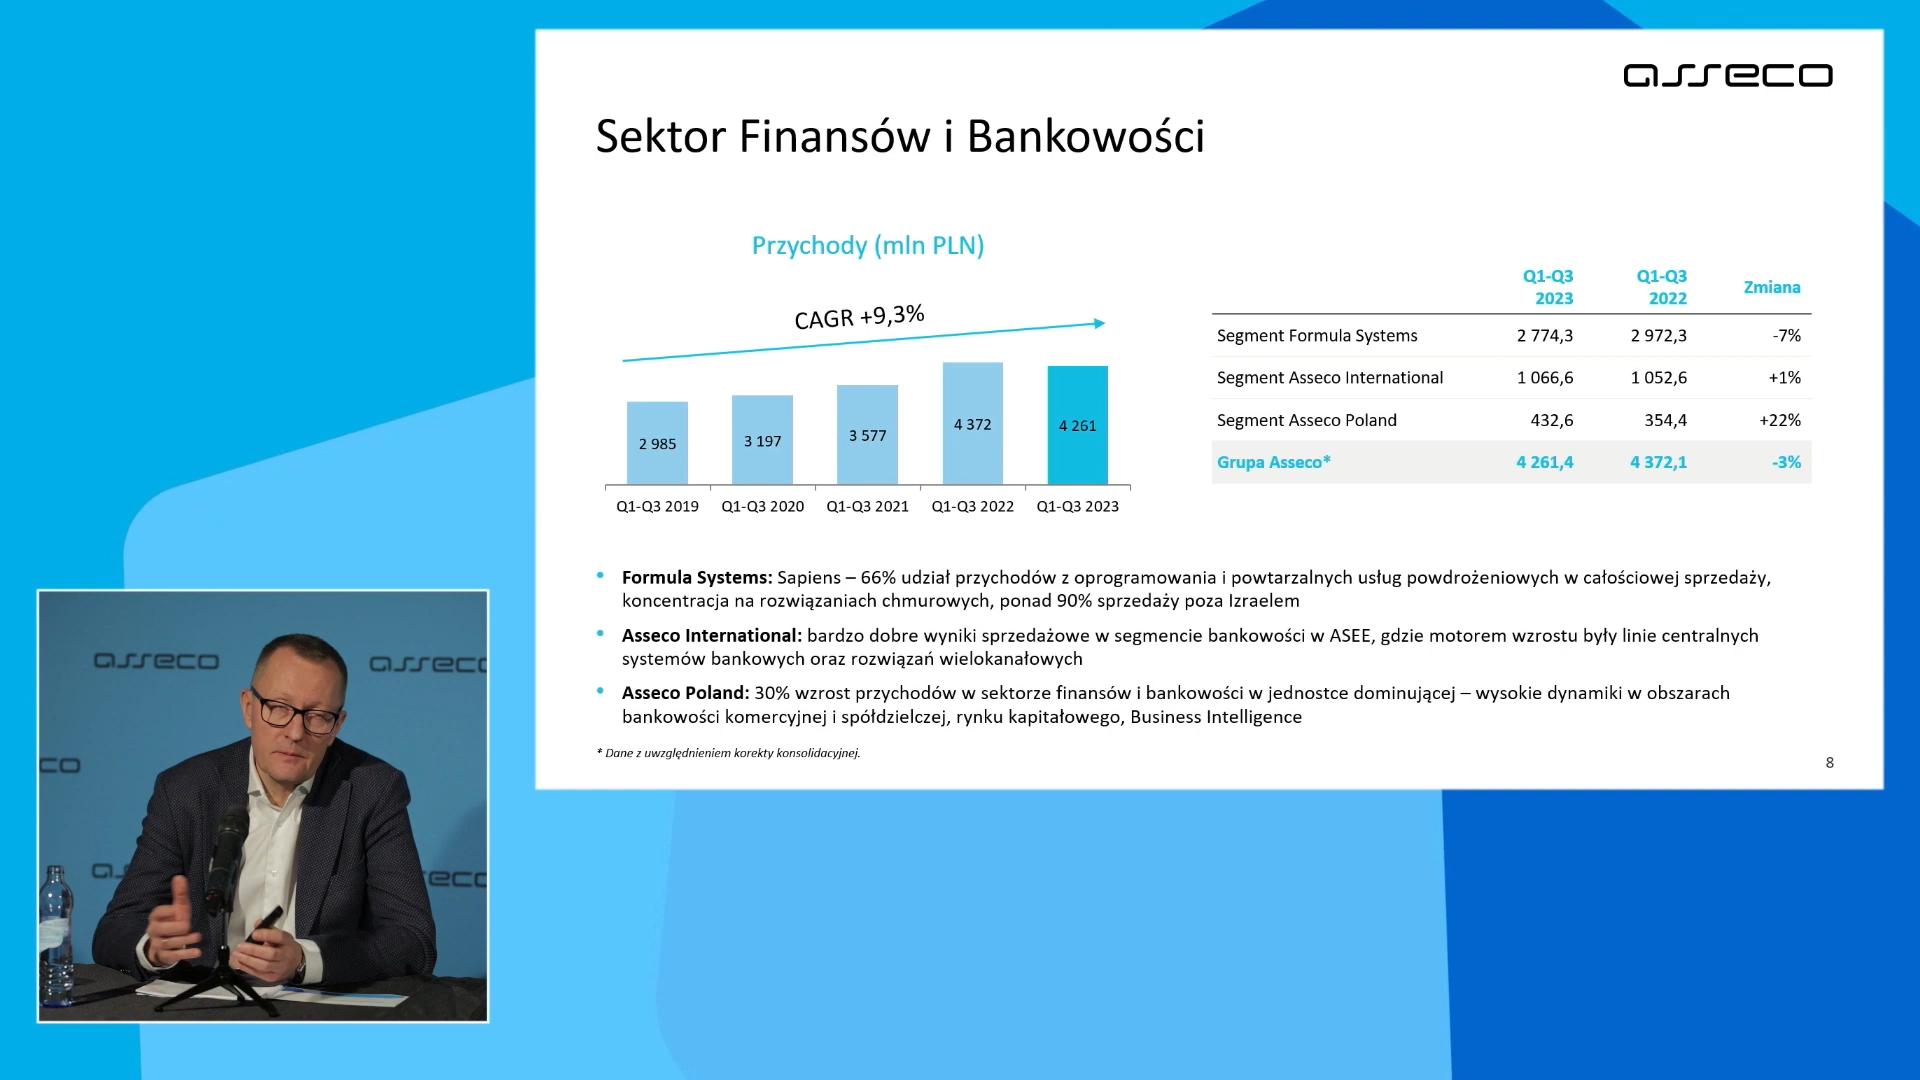 asseco
Sektor Finansów i Bankowości
Przychody (mln PLN)
CAGR +9,3%
2 985
3 197
3 577
4 372
4 261
Q1-Q3 2019 Q1-Q3 2020 Q1-Q3 2021 Q1-Q3 2022 Q1-Q3 2023
Q1-Q3 2023 Q1-Q3 2022 Zmiana
Segment Formula Systems 2 774,3 2 972,3 -7%
Segment Asseco International 1 066,6 1 052,6 +1%
Segment Asseco Poland 432,6 354,4 +22%
Grupa Asseco* 4 261,4 4 372,1 -3%
• Formula Systems: Sapiens – 66% udział przychodów z oprogramowania i powtarzalnych usług powdrożeniowych w całościowej sprzedaży,
koncentracja na rozwiązaniach chmurowych, ponad 90% sprzedaży poza Izraelem
• Asseco International: bardzo dobre wyniki sprzedażowe w segmencie bankowości w ASEE, gdzie motorem wzrostu były linie centralnych
systemów bankowych oraz rozwiązań wielokanałowych
• Asseco Poland: 30% wzrost przychodów w sektorze finansów i bankowości w jednostce dominującej – wysokie dynamiki w obszarach
bankowości komercyjnej i spółdzielczej, rynku kapitałowego, Business Intelligence
* Dane z uwzględnieniem korekty konsolidacyjnej.
8
asseco asseco
co
as eco